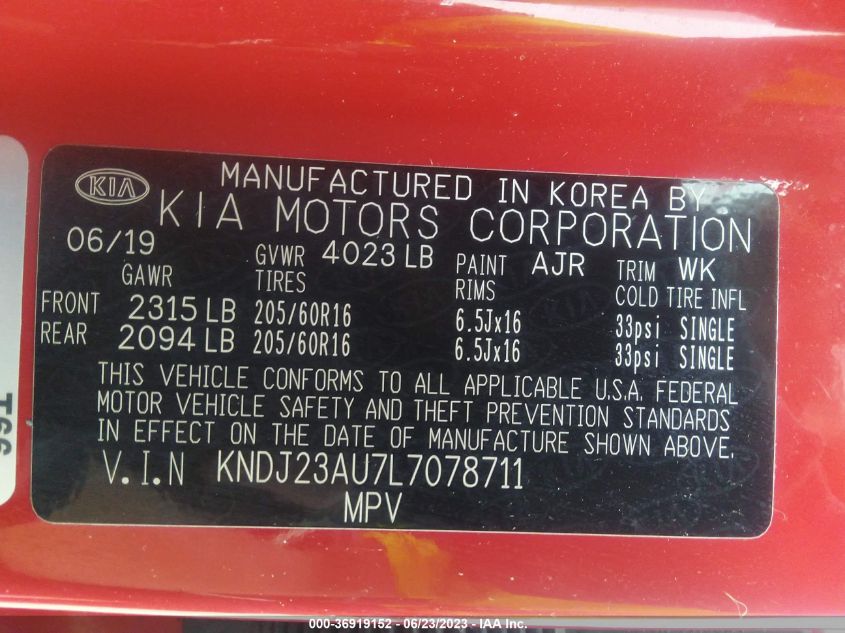 MANUFACTURED IN KOREA BY
KIA KIA MOTORS CORPORATION
06/19 GVWR 4023 LB PAINT AJR TRIM WK
GAWR TIRES RIMS COLD TIRE INFL
FRONT 2315 LB 205/60R16 6.5Jx16 33psi SINGLE
REAR 2094 LB 205/60R16 6.5Jx16 33psi SINGLE
THIS VEHICLE CONFORMS TO ALL APPLICABLE U.S.A. FEDERAL
MOTOR VEHICLE SAFETY AND THEFT PREVENTION STANDARDS
IN EFFECT ON THE DATE OF MANUFACTURE SHOWN ABOVE.
V.I.N KNDJ23AU7L7078711
MPV
000-36919152 - 06/23/2023 - IAA Inc.